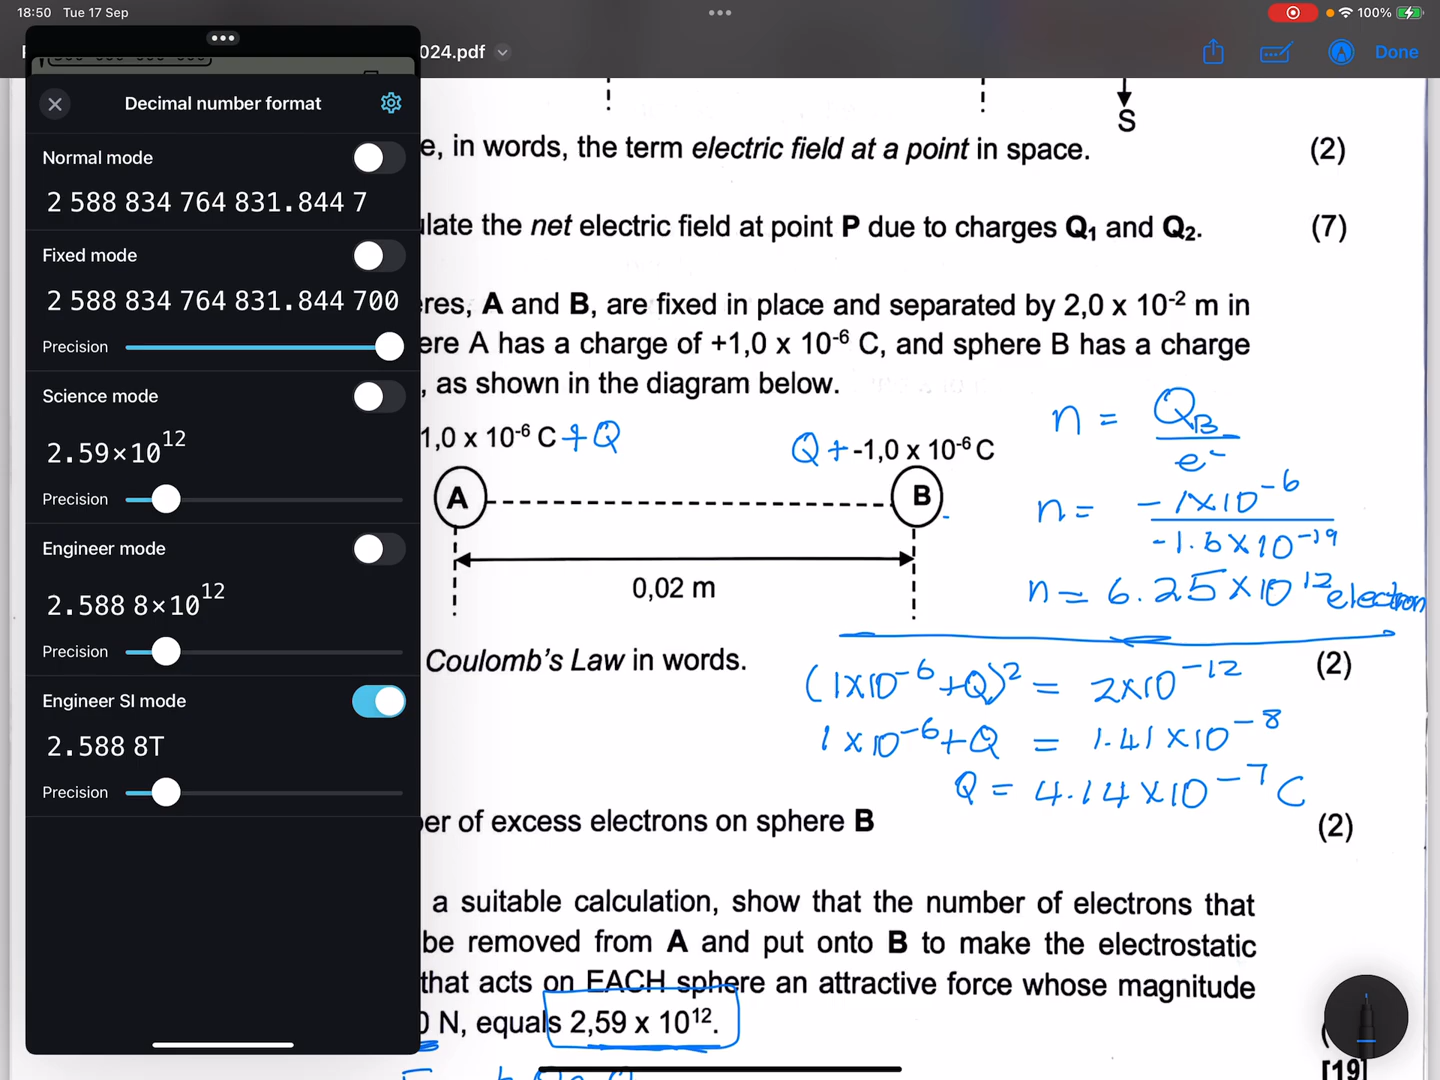 18:50 Tue 17 Sep
100%
024.pdf
Done
Decimal number format
Normal mode
2 588 834 764 831.844 7
Fixed mode
2 588 834 764 831.844 700
Precision
Science mode
2.59×10^12
Precision
Engineer mode
2.588 8×10^12
Precision
Engineer SI mode
2.588 8T
Precision
S
e, in words, the term electric field at a point in space. (2)
late the net electric field at point P due to charges Q₁ and Q₂. (7)
res, A and B, are fixed in place and separated by 2,0 x 10⁻² m in
ere A has a charge of +1,0 x 10⁻⁶ C, and sphere B has a charge
, as shown in the diagram below.
1,0 x 10⁻⁶ C + Q
Q + -1,0 x 10⁻⁶ C
A
B
0,02 m
n = Q_B / e⁻
n = -1×10⁻⁶ / -1.6×10⁻¹⁹
n = 6.25×10¹² electron
Coulomb's Law in words. (2)
(1×10⁻⁶+Q)² = 2×10⁻¹²
1×10⁻⁶+Q = 1.41×10⁻⁸
Q = 4.14×10⁻⁷ C
er of excess electrons on sphere B (2)
a suitable calculation, show that the number of electrons that
be removed from A and put onto B to make the electrostatic
that acts on EACH sphere an attractive force whose magnitude
0 N, equals 2,59 x 10¹².
[19]